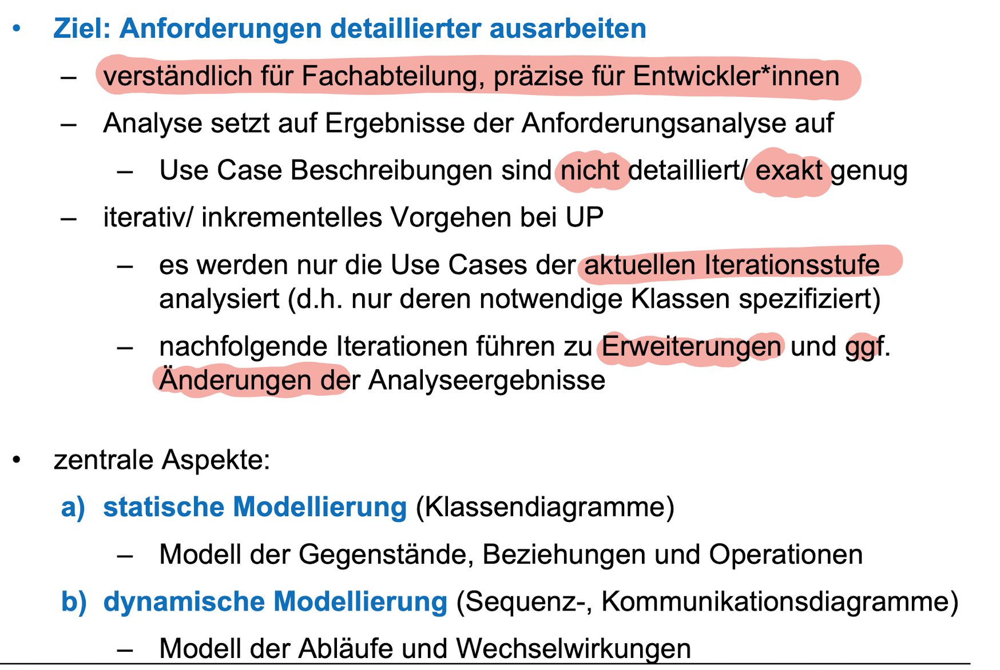 • Ziel: Anforderungen detaillierter ausarbeiten
– verständlich für Fachabteilung, präzise für Entwickler*innen
– Analyse setzt auf Ergebnisse der Anforderungsanalyse auf
– Use Case Beschreibungen sind nicht detailliert/ exakt genug
– iterativ/ inkrementelles Vorgehen bei UP
– es werden nur die Use Cases der aktuellen Iterationsstufe
analysiert (d.h. nur deren notwendige Klassen spezifiziert)
– nachfolgende Iterationen führen zu Erweiterungen und ggf.
Änderungen der Analyseergebnisse
• zentrale Aspekte:
a) statische Modellierung (Klassendiagramme)
– Modell der Gegenstände, Beziehungen und Operationen
b) dynamische Modellierung (Sequenz-, Kommunikationsdiagramme)
– Modell der Abläufe und Wechselwirkungen